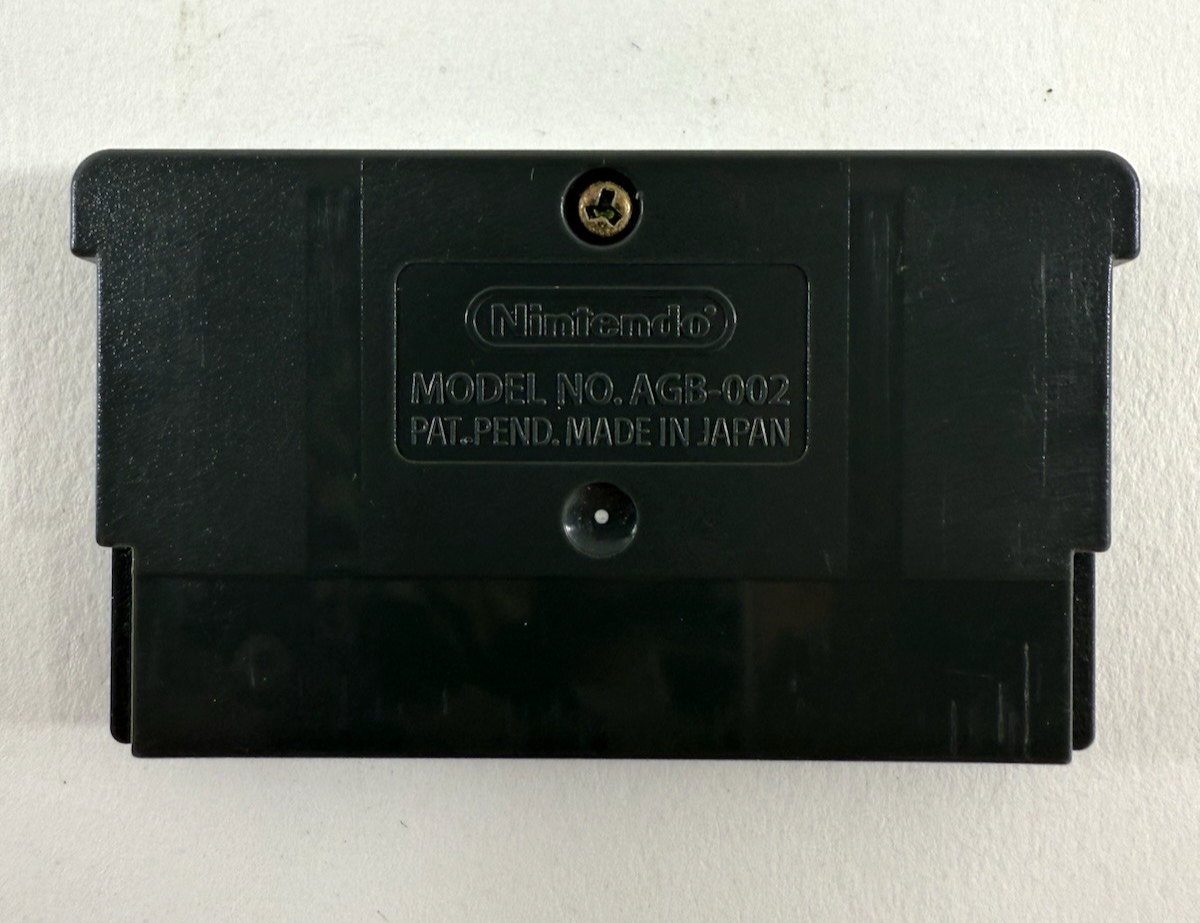 Nintendo
MODEL NO. AGB-002
PAT. PEND. MADE IN JAPAN